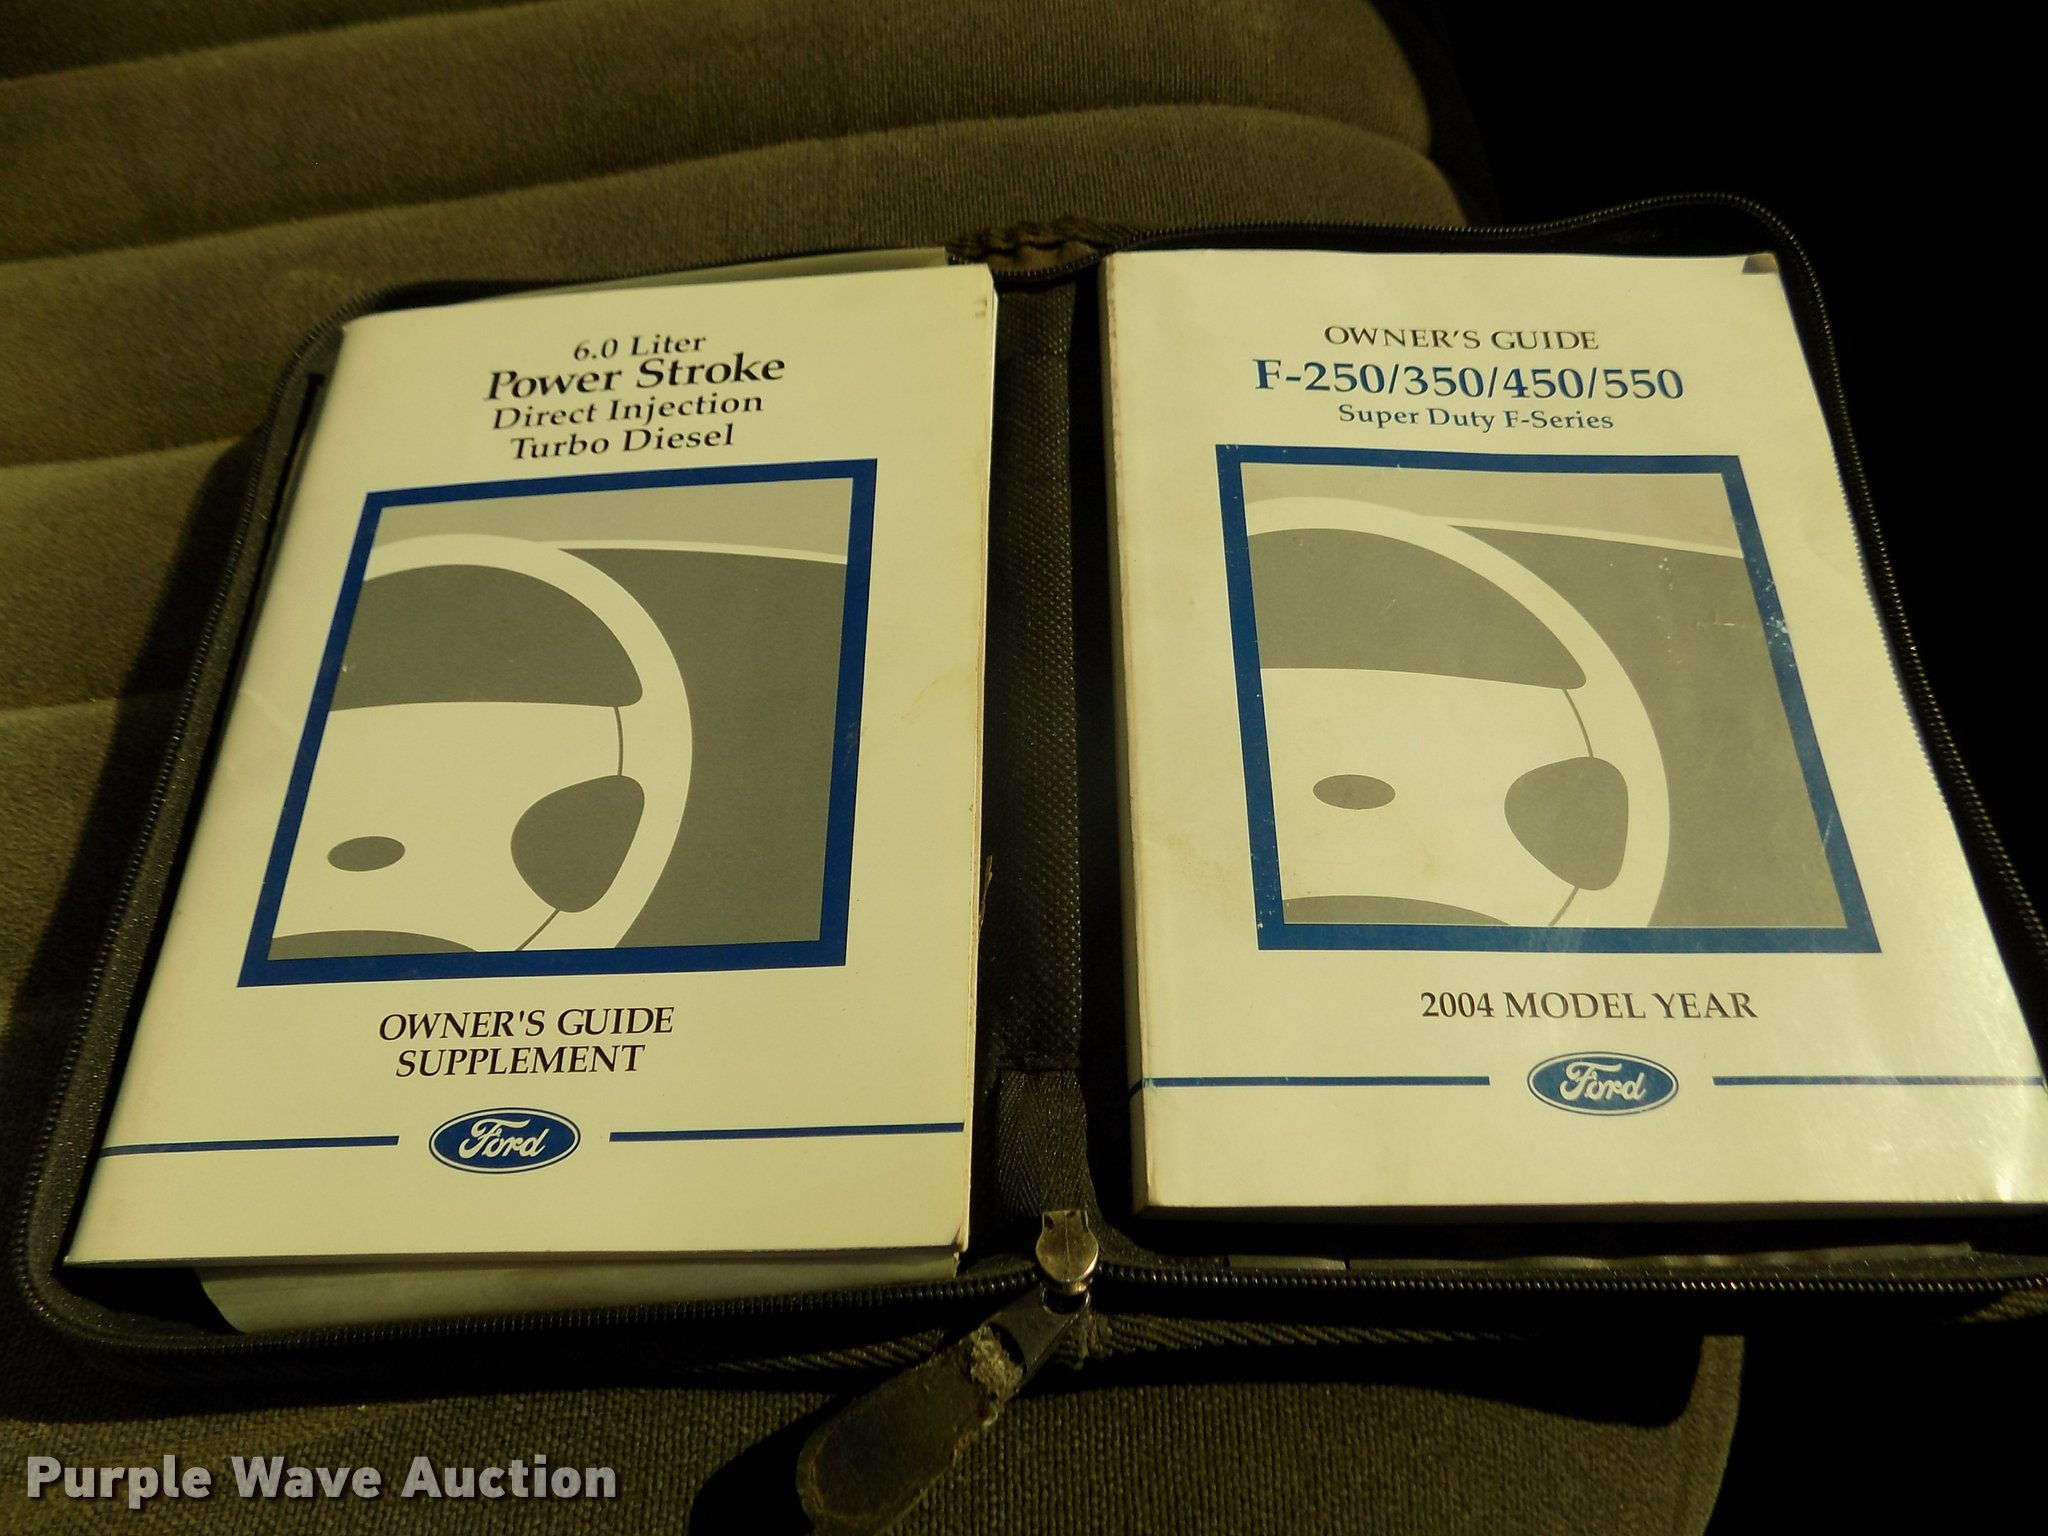 6.0 Liter
Power Stroke
Direct Injection
Turbo Diesel
OWNER'S GUIDE
SUPPLEMENT
Ford
OWNER'S GUIDE
F-250/350/450/550
Super Duty F-Series
2004 MODEL YEAR
Ford
Purple Wave Auction